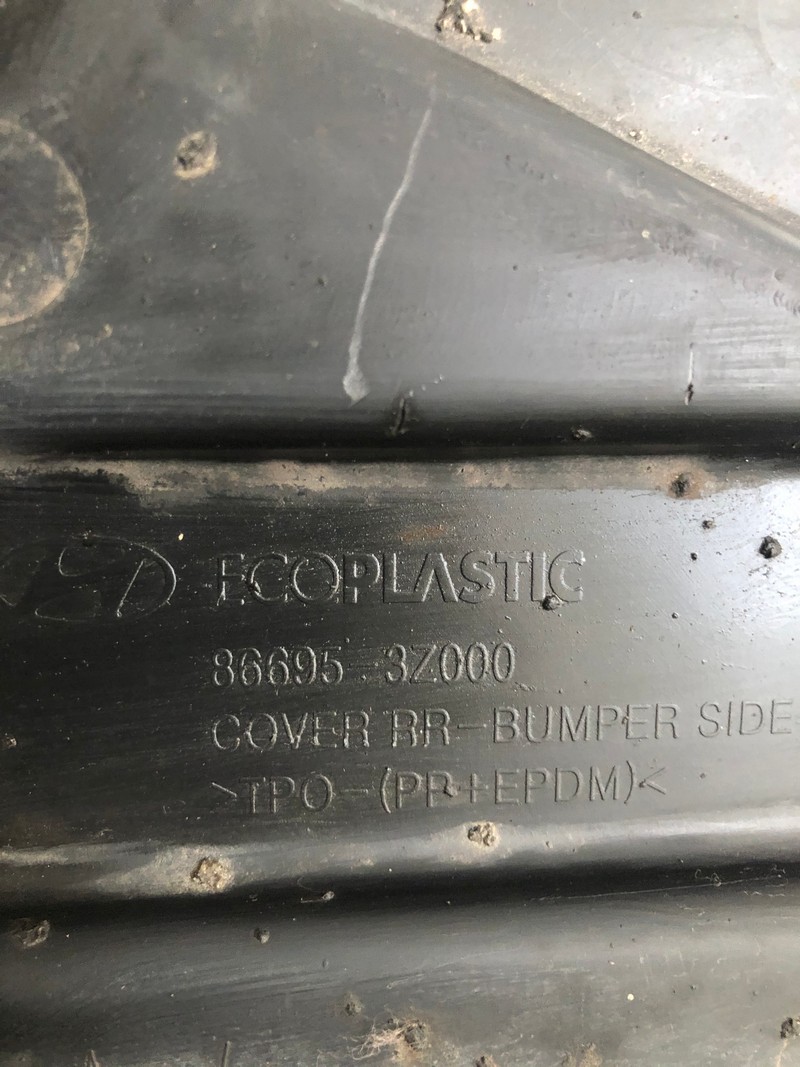 ECOPLASTIC
86695-3Z000
COVER RR-BUMPER SIDE
>TPO-(PP+EPDM)<